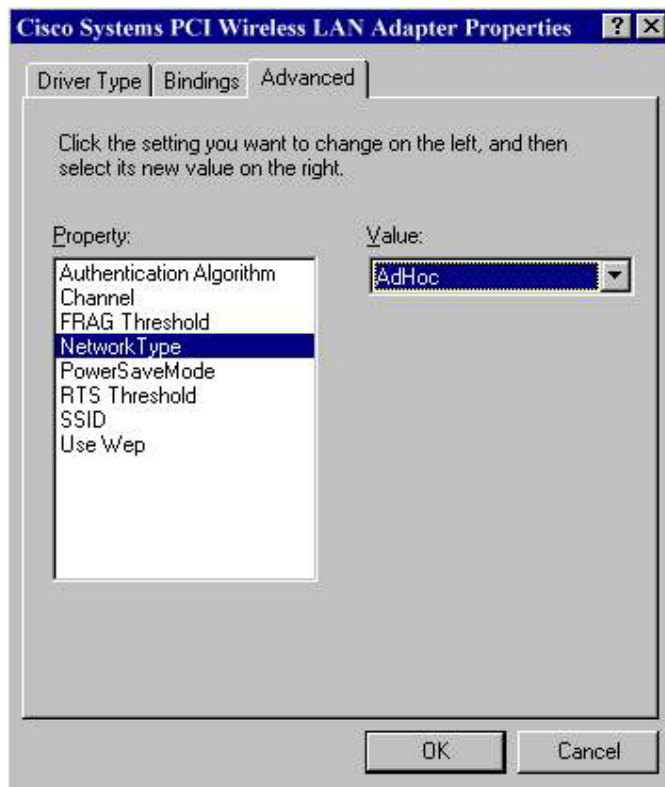 Cisco Systems PCI Wireless LAN Adapter Properties
Driver Type Bindings Advanced
Click the setting you want to change on the left, and then
select its new value on the right.
Property:
Authentication Algorithm
Channel
FRAG Threshold
NetworkType
PowerSaveMode
RTS Threshold
SSID
Use Wep
Value:
AdHoc
OK Cancel